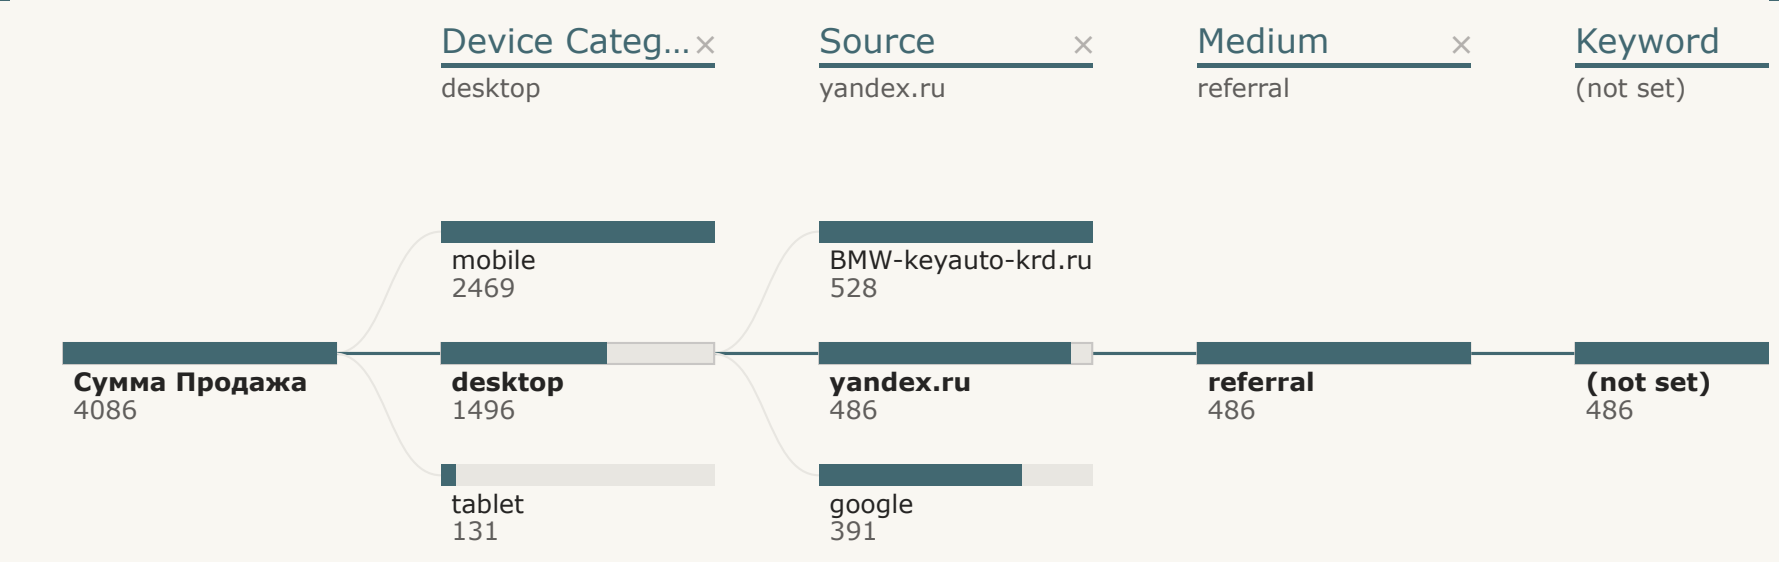 Device Categ...×
Source ×
Medium ×
Keyword
desktop
yandex.ru
referral
(not set)
mobile
2469
BMW-keyauto-krd.ru
528
Сумма Продажа
4086
desktop
1496
yandex.ru
486
referral
486
(not set)
486
tablet
131
google
391